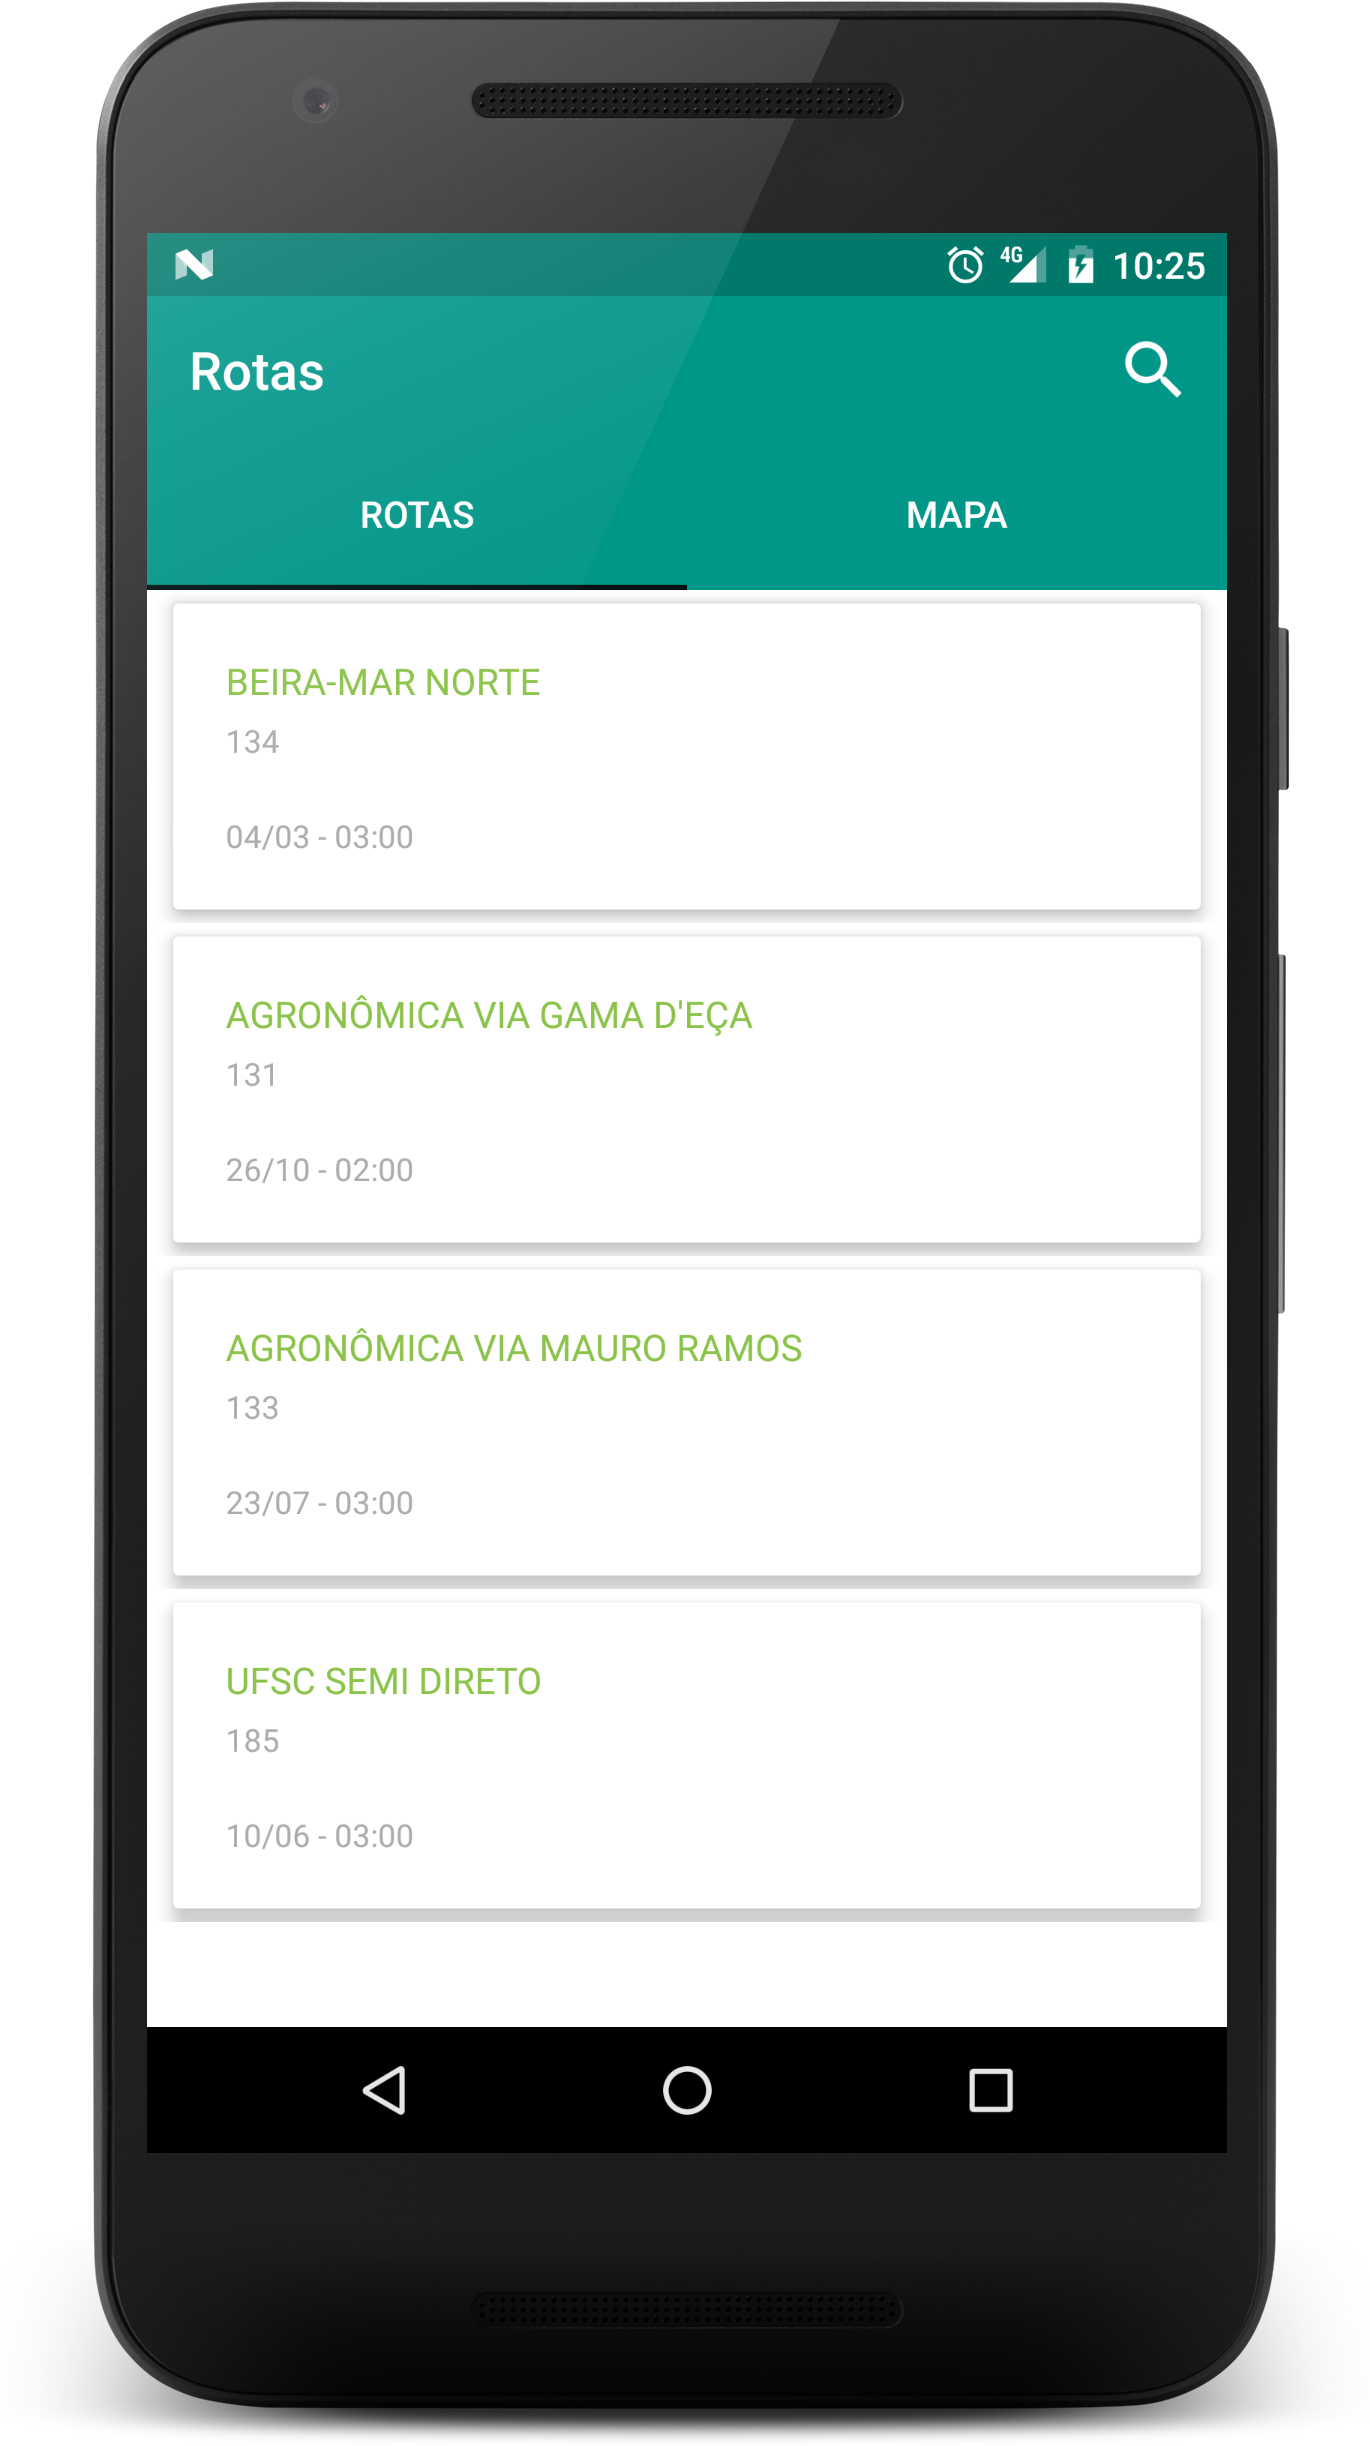 4G 10:25
Rotas
ROTAS MAPA
BEIRA-MAR NORTE
134
04/03 - 03:00
AGRONÔMICA VIA GAMA D'EÇA
131
26/10 - 02:00
AGRONÔMICA VIA MAURO RAMOS
133
23/07 - 03:00
UFSC SEMI DIRETO
185
10/06 - 03:00